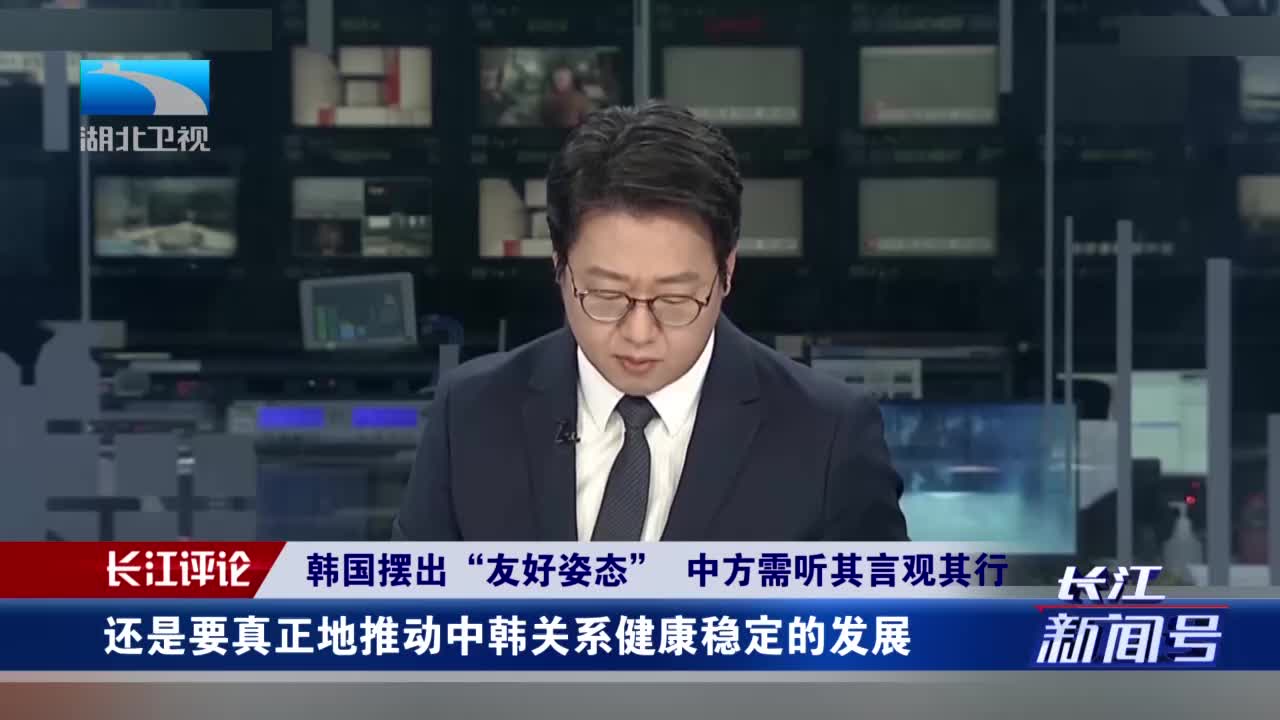 湖北卫视
长江评论
韩国摆出“友好姿态” 中方需听其言观其行
还是要真正地推动中韩关系健康稳定的发展
长江
新闻号